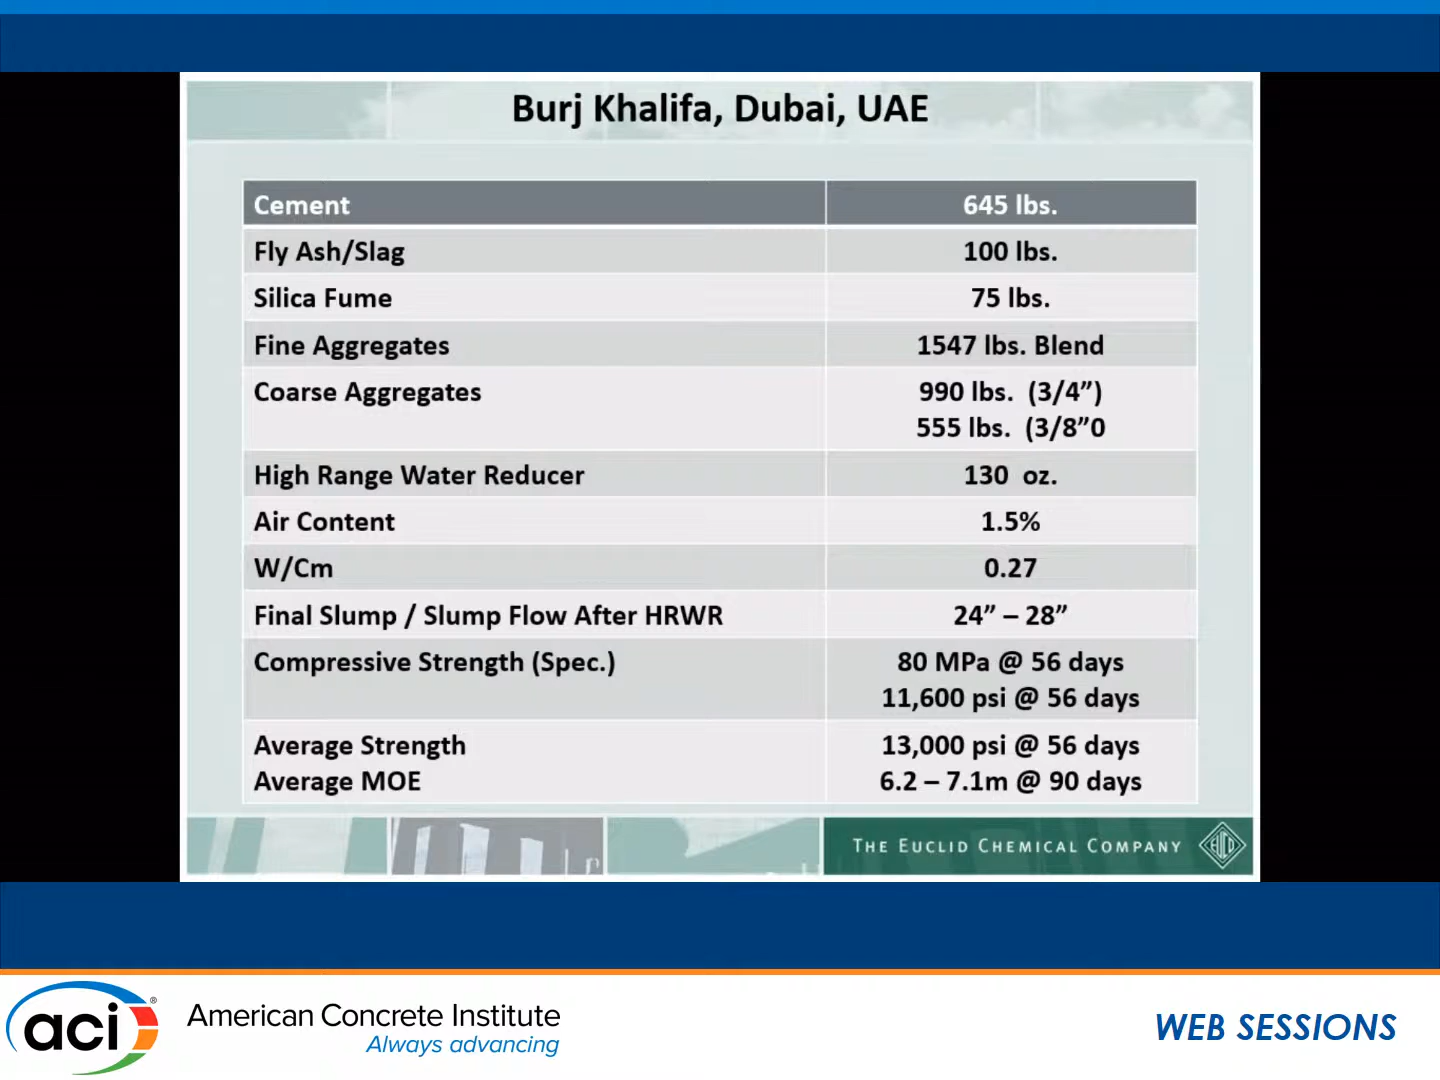 Burj Khalifa, Dubai, UAE
Cement 645 lbs.
Fly Ash/Slag 100 lbs.
Silica Fume 75 lbs.
Fine Aggregates 1547 lbs. Blend
Coarse Aggregates 990 lbs. (3/4”)
555 lbs. (3/8”0
High Range Water Reducer 130 oz.
Air Content 1.5%
W/Cm 0.27
Final Slump / Slump Flow After HRWR 24” – 28”
Compressive Strength (Spec.) 80 MPa @ 56 days
11,600 psi @ 56 days
Average Strength 13,000 psi @ 56 days
Average MOE 6.2 – 7.1m @ 90 days
THE EUCLID CHEMICAL COMPANY EUCO
aci® American Concrete Institute
Always advancing
WEB SESSIONS